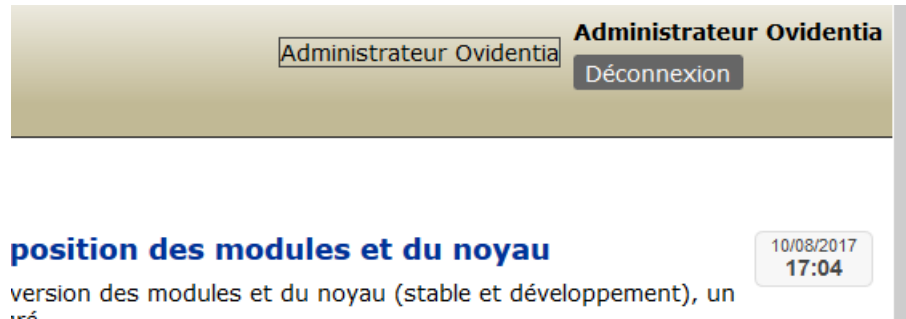 Administrateur Ovidentia
Administrateur Ovidentia
Déconnexion
position des modules et du noyau
10/08/2017
17:04
version des modules et du noyau (stable et développement), un